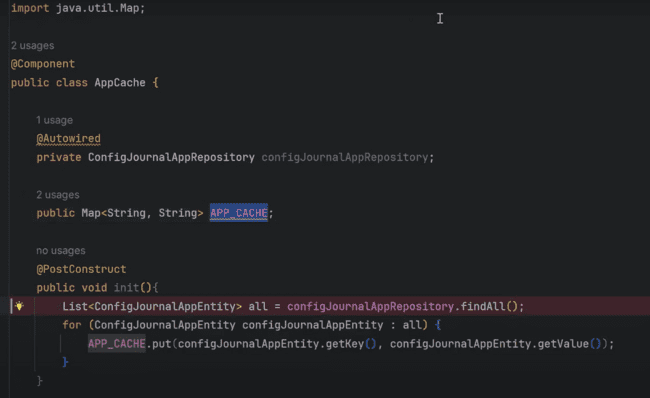 import java.util.Map;
2 usages
@Component
public class AppCache {
1 usage
@Autowired
private ConfigJournalAppRepository configJournalAppRepository;
2 usages
public Map<String, String> APP_CACHE;
no usages
@PostConstruct
public void init(){
List<ConfigJournalAppEntity> all = configJournalAppRepository.findAll();
for (ConfigJournalAppEntity configJournalAppEntity : all) {
APP_CACHE.put(configJournalAppEntity.getKey(), configJournalAppEntity.getValue());
}
}